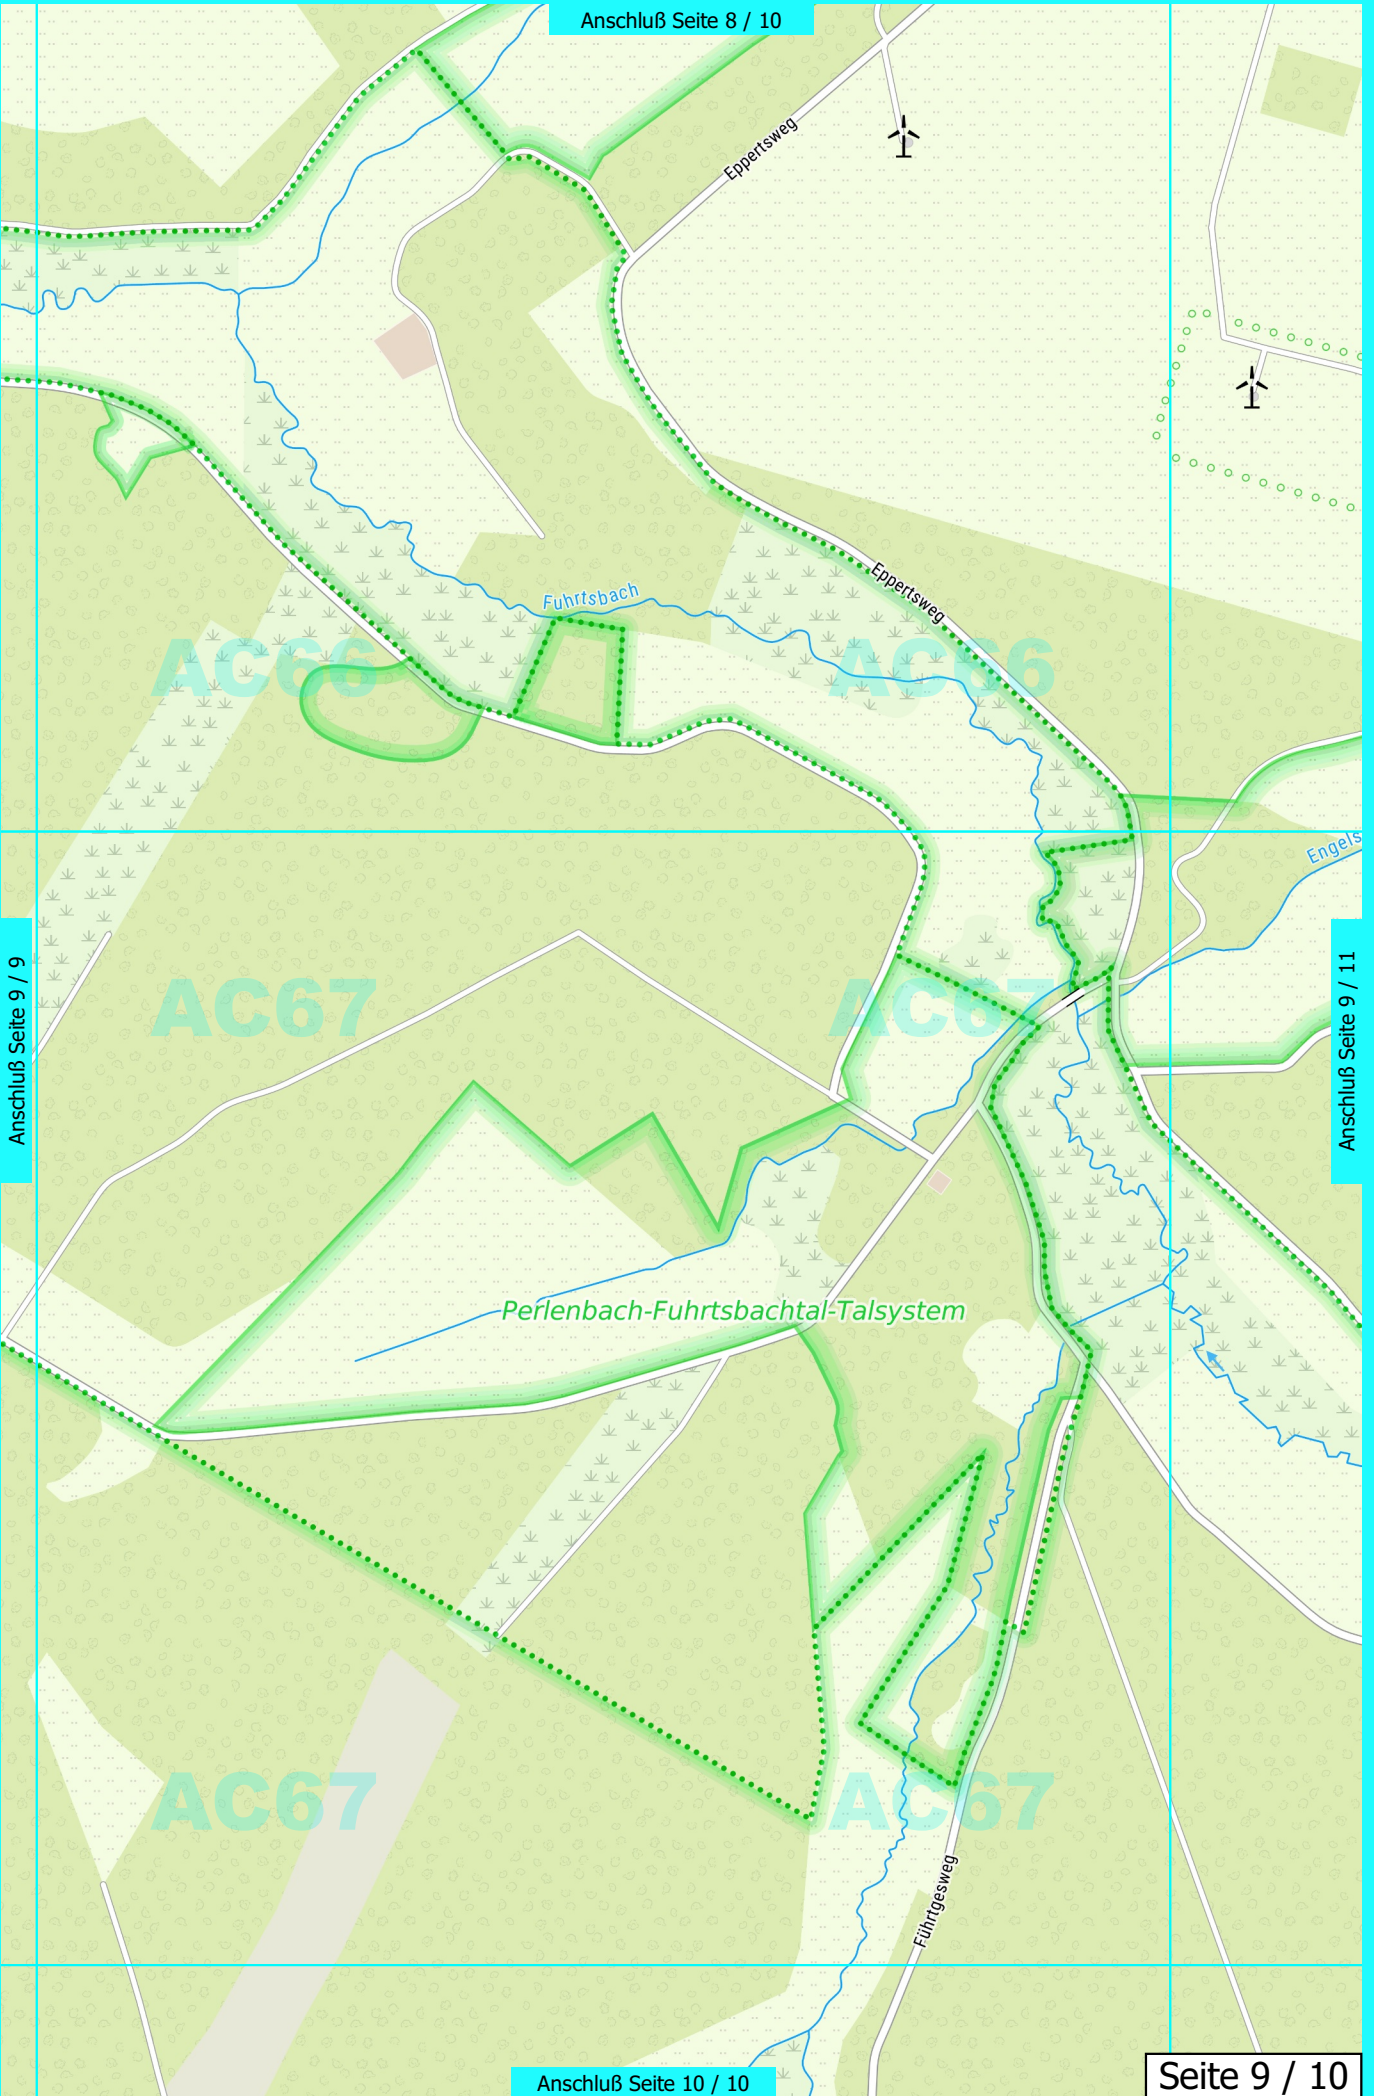 Anschluß Seite 8 / 10
Eppertsweg
Fuhrtsbach
Eppertsweg
AC66
AC66
Engels
Anschluß Seite 9 / 9
Anschluß Seite 9 / 11
AC67
AC67
Perlenbach-Fuhrtsbachtal-Talsystem
AC67
AC67
Führtgesweg
Anschluß Seite 10 / 10
Seite 9 / 10